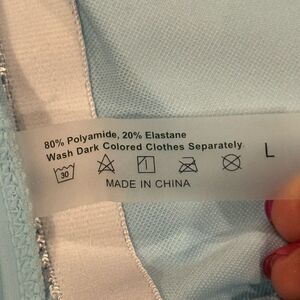 80% Polyamide, 20% Elastane
Wash Dark Colored Clothes Separately
30
L
MADE IN CHINA